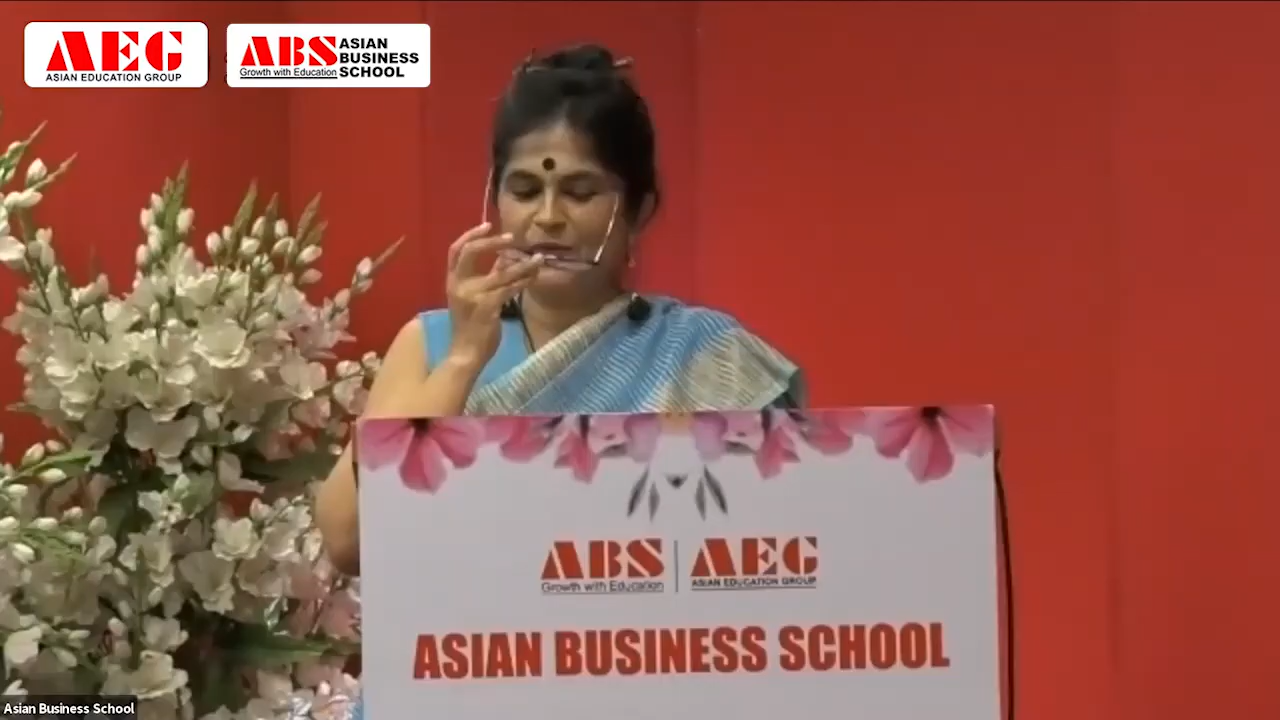 AEG
ASIAN EDUCATION GROUP
ABS
Growth with Education
ASIAN
BUSINESS
SCHOOL
ABS
Growth with Education
AEG
ASIAN EDUCATION GROUP
ASIAN BUSINESS SCHOOL
Asian Business School